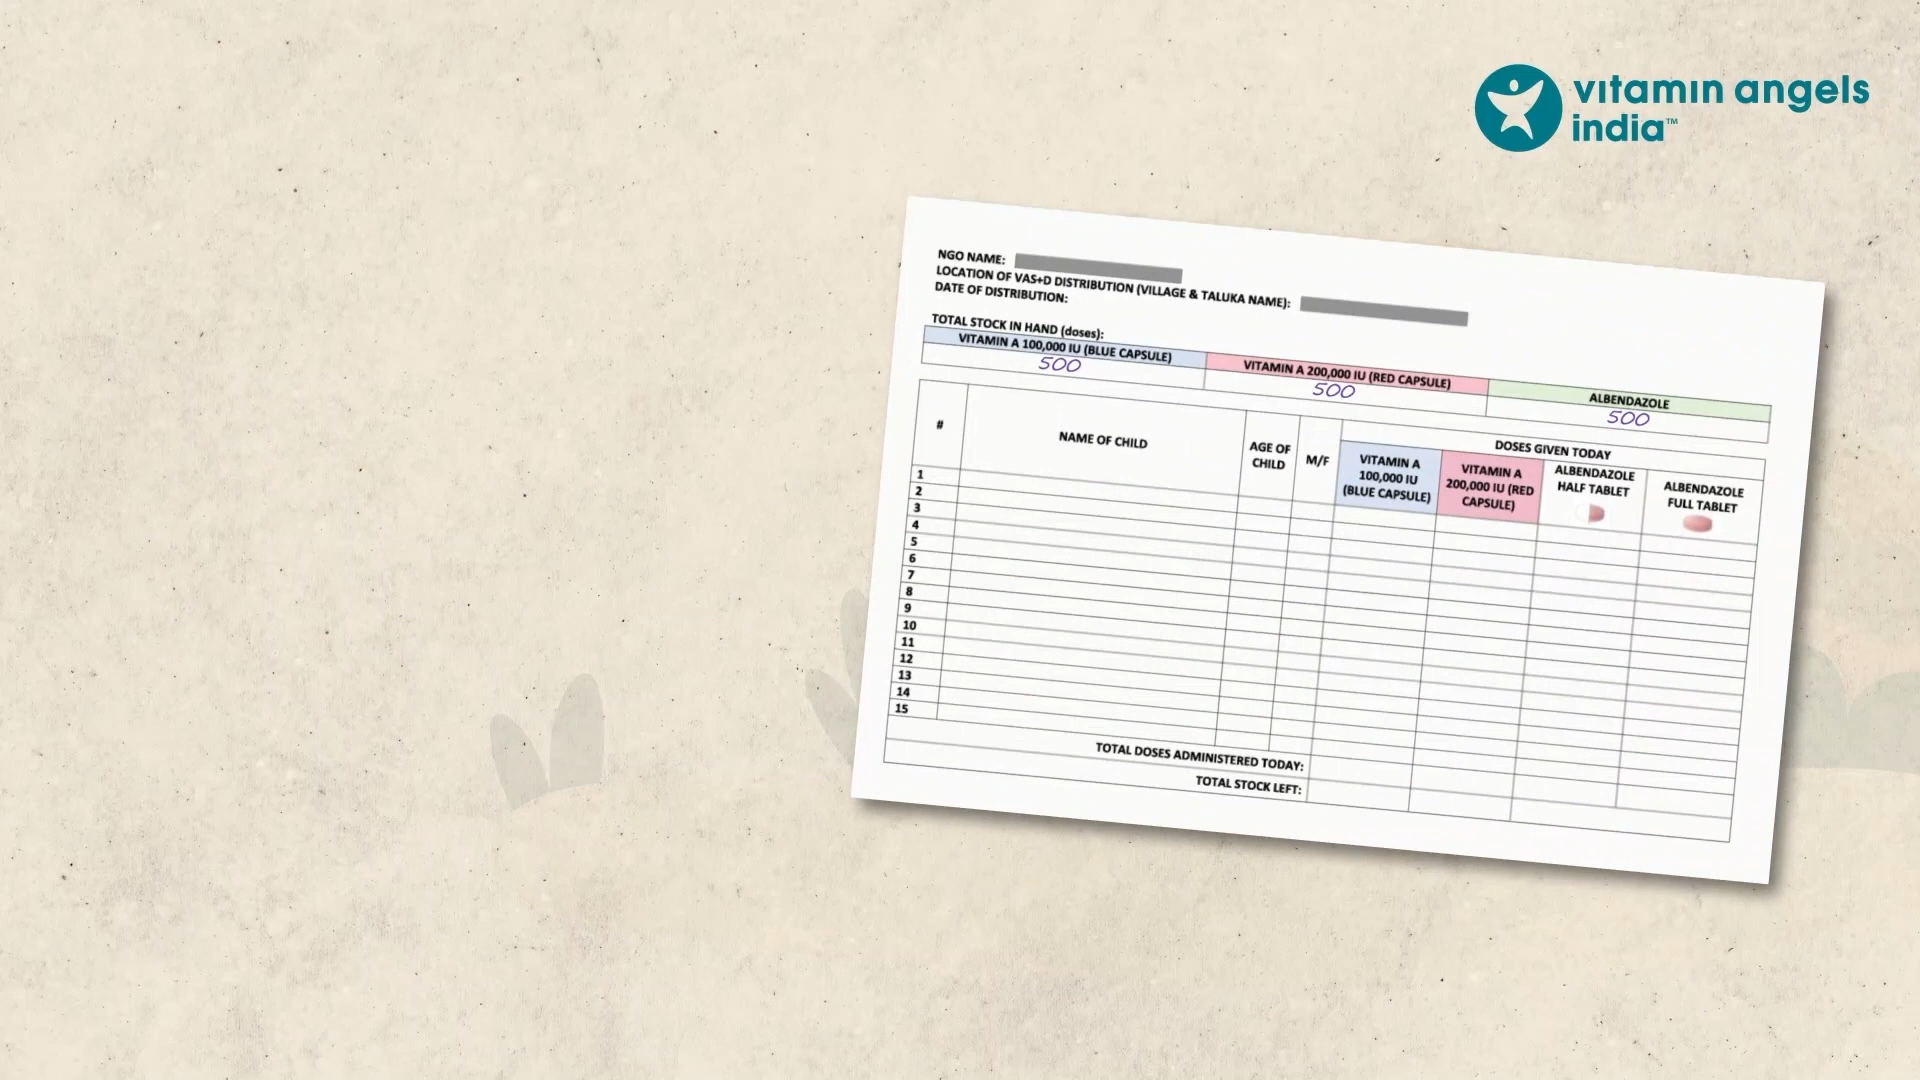 vitamin angels
india™
NGO NAME:
LOCATION OF VAS+D DISTRIBUTION (VILLAGE & TALUKA NAME):
DATE OF DISTRIBUTION:
TOTAL STOCK IN HAND (doses):
VITAMIN A 100,000 IU (BLUE CAPSULE) VITAMIN A 200,000 IU (RED CAPSULE) ALBENDAZOLE
500 500 500
# NAME OF CHILD AGE OF CHILD M/F DOSES GIVEN TODAY
VITAMIN A 100,000 IU (BLUE CAPSULE) VITAMIN A 200,000 IU (RED CAPSULE) ALBENDAZOLE HALF TABLET ALBENDAZOLE FULL TABLET
1
2
3
4
5
6
7
8
9
10
11
12
13
14
15
TOTAL DOSES ADMINISTERED TODAY:
TOTAL STOCK LEFT: